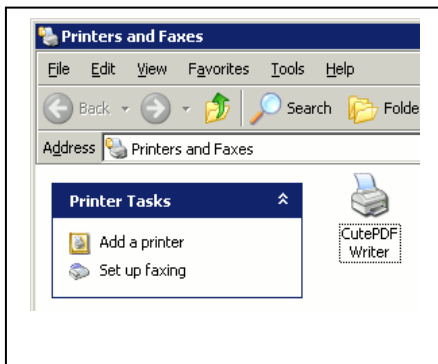 Printers and Faxes
File Edit View Favorites Tools Help
Back Search Folde
Address Printers and Faxes
Printer Tasks
Add a printer
Set up faxing
CutePDF
Writer